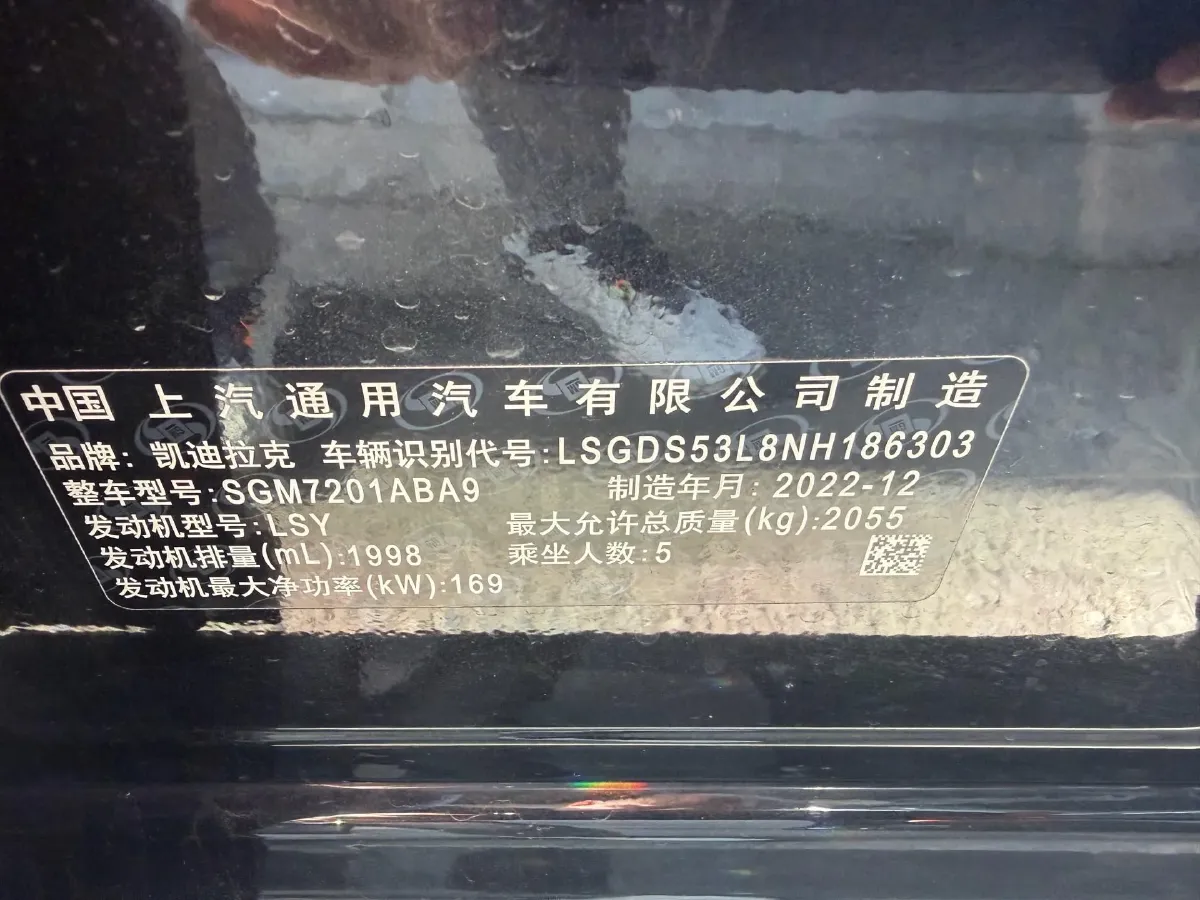 中国上汽通用汽车有限公司制造
品牌: 凯迪拉克 车辆识别代号:LSGDS53L8NH186303
整车型号:SGM7201ABA9 制造年月: 2022-12
发动机型号:LSY 最大允许总质量(kg):2055
发动机排量(mL):1998 乘坐人数:5
发动机最大净功率(kW):169